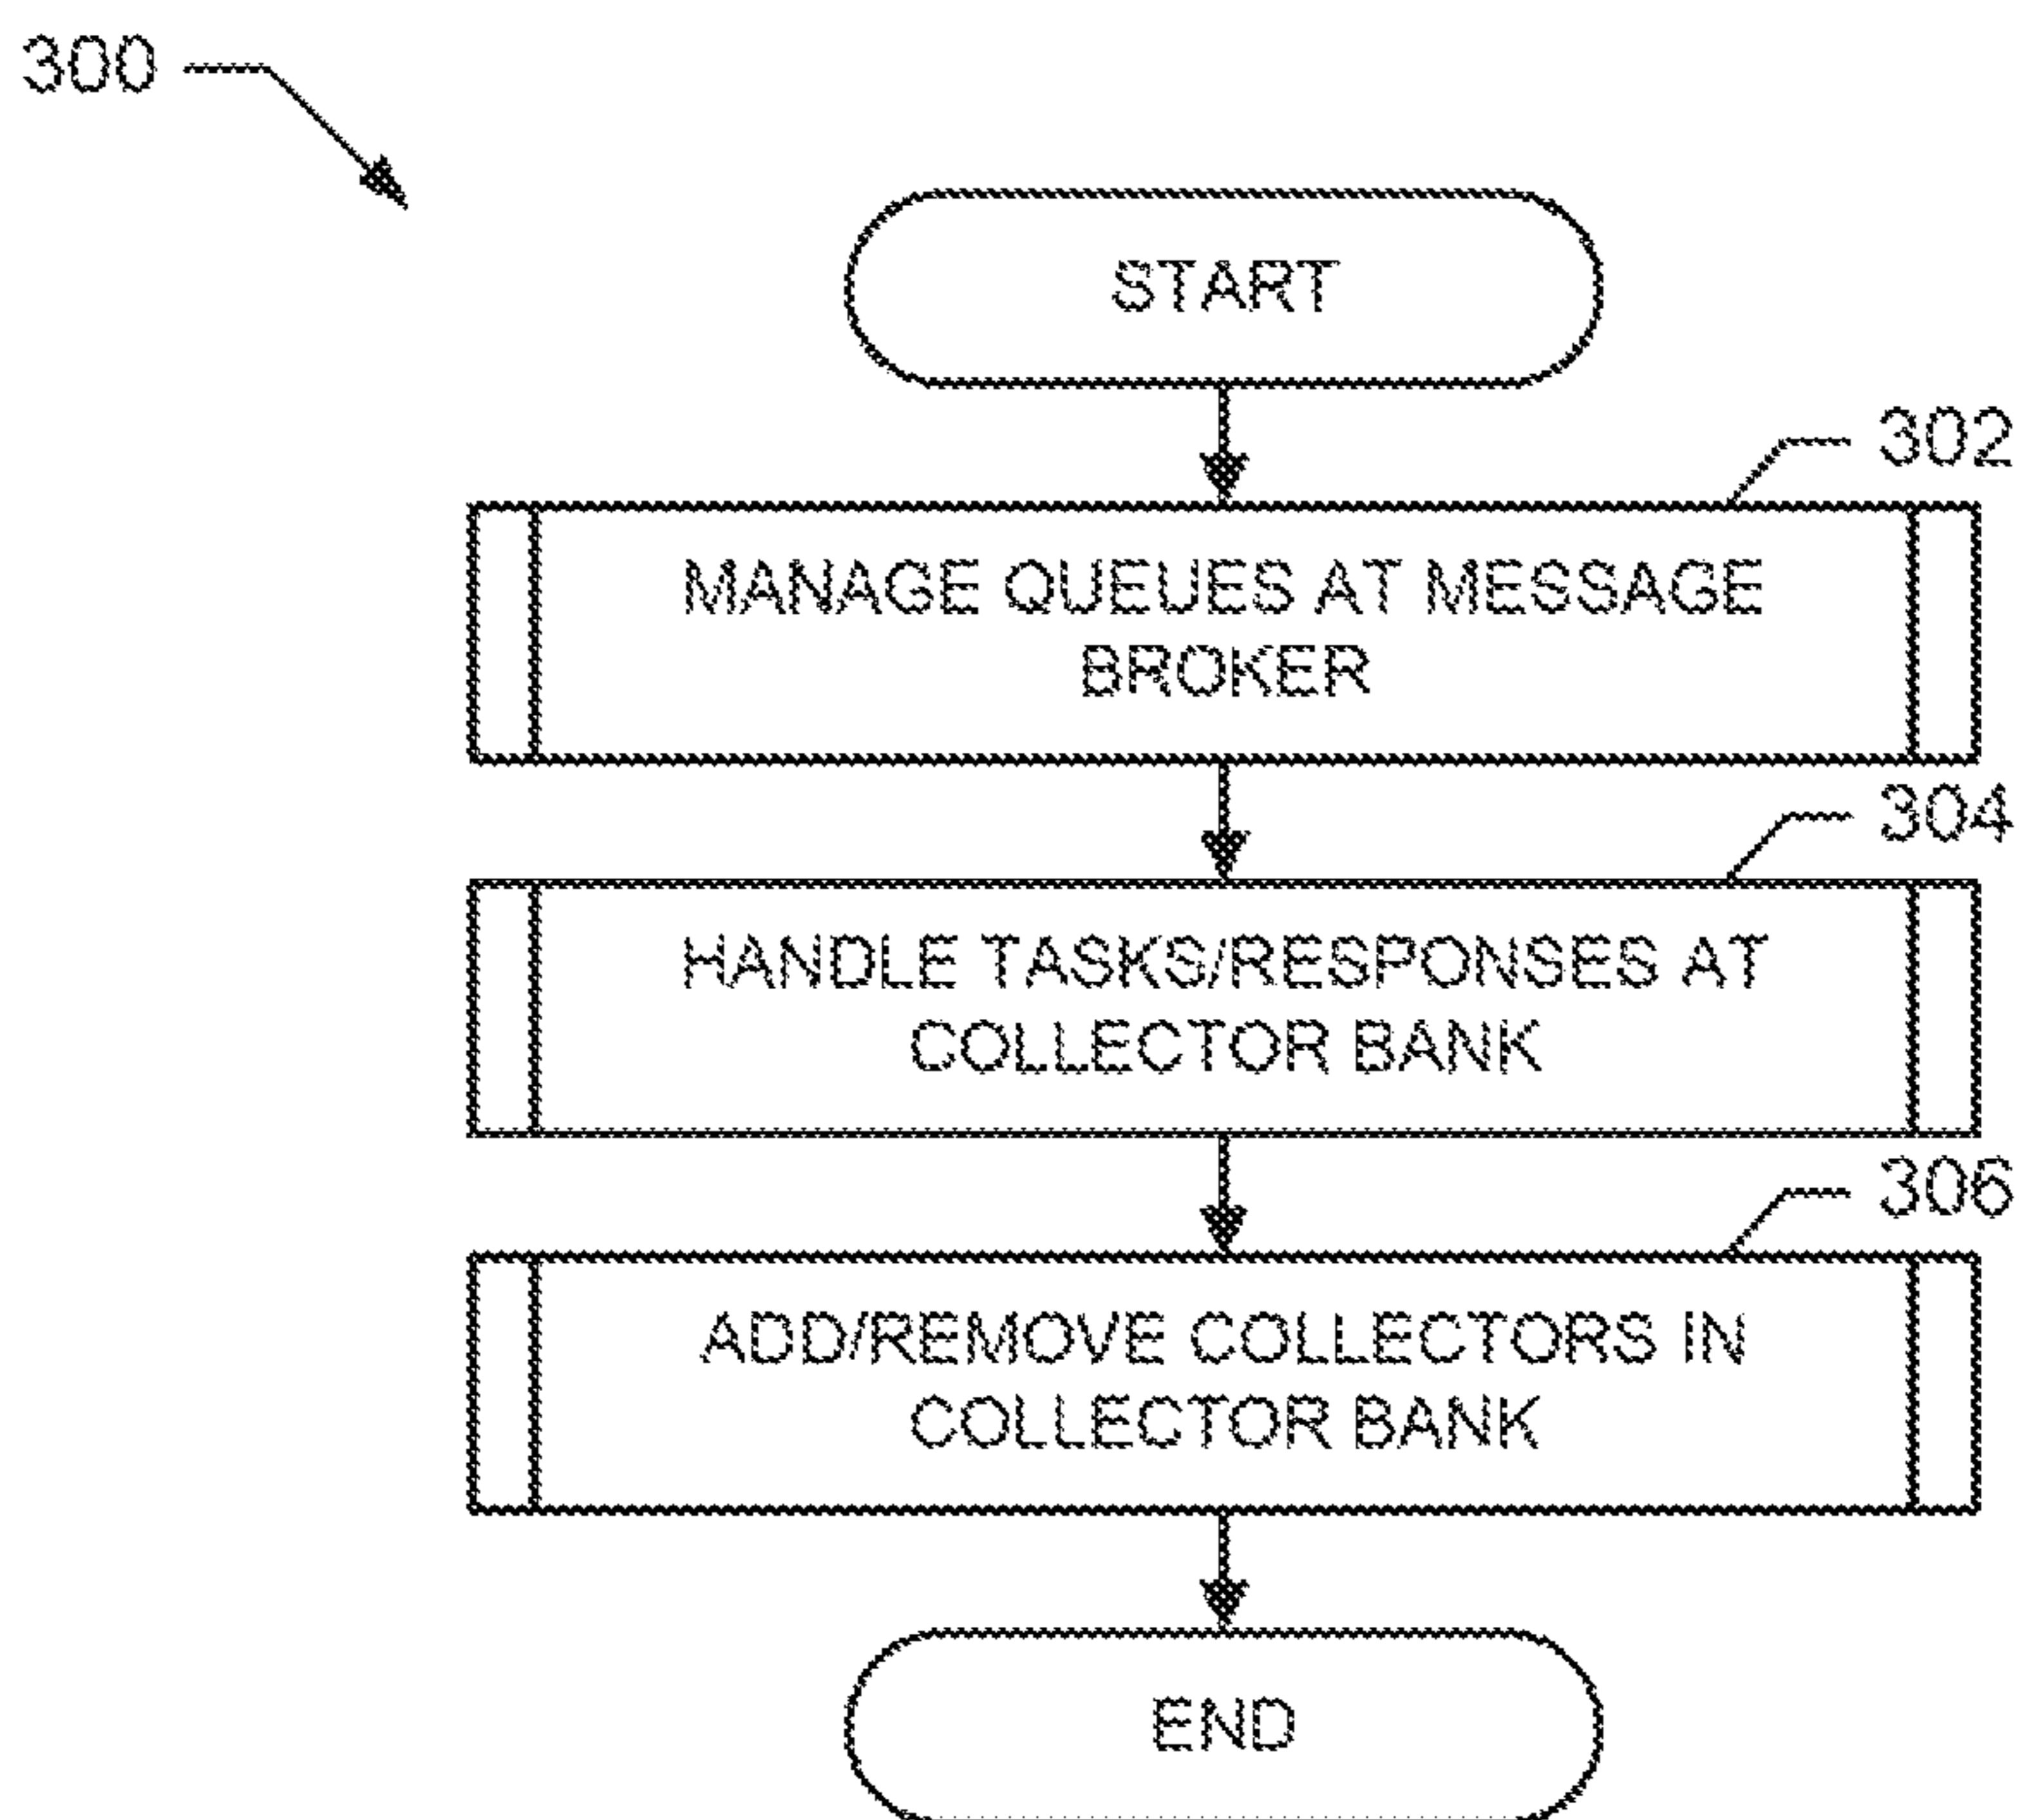 300
START
302
MANAGE QUEUES AT MESSAGE
BROKER
304
HANDLE TASKS/RESPONSES AT
COLLECTOR BANK
306
ADD/REMOVE COLLECTORS IN
COLLECTOR BANK
END